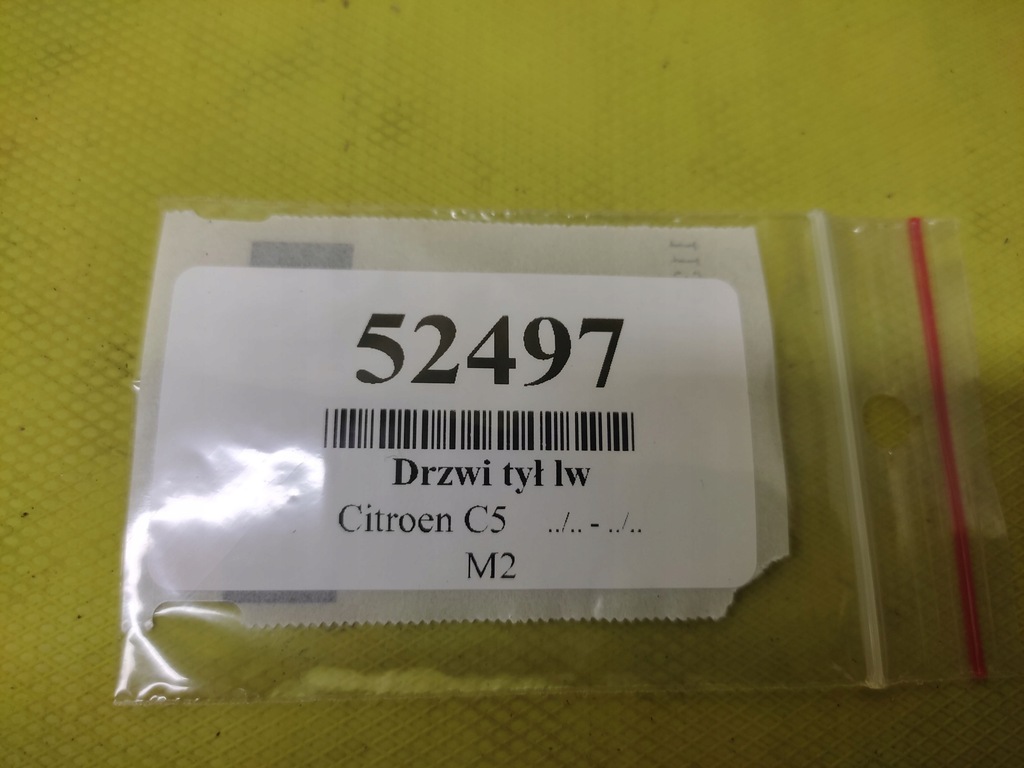 52497
Drzwi tył lw
Citroen C5 ../.. - ../..
M2